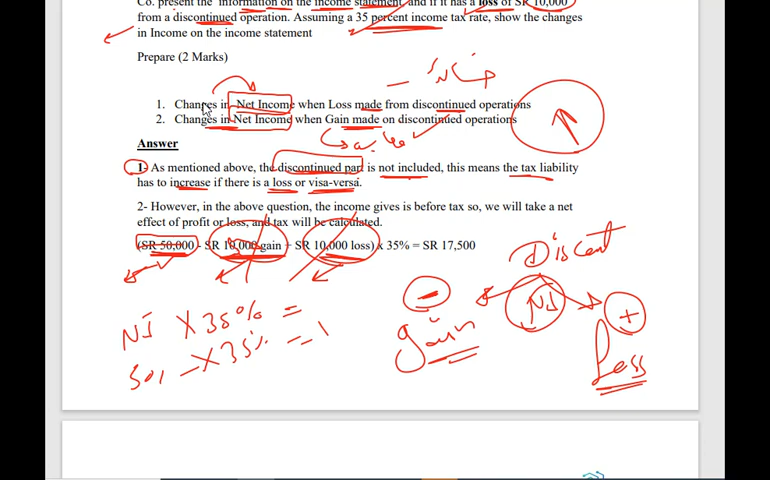 Co. present the information on the income statement, and if it has a loss of SR 10,000
from a discontinued operation. Assuming a 35 percent income tax rate, show the changes
in Income on the income statement
Prepare (2 Marks)
1. Changes in Net Income when Loss made from discontinued operations
2. Changes in Net Income when Gain made on discontinued operations
Answer
1- As mentioned above, the discontinued part is not included, this means the tax liability
has to increase if there is a loss or visa-versa.
2- However, in the above question, the income gives is before tax so, we will take a net
effect of profit or loss, and tax will be calculated.
(SR 50,000 - SR 10,000 gain + SR 10,000 loss) x 35% = SR 17,500
Discont
NI
- gain
+ Loss
NI X 35% =
X 35% =